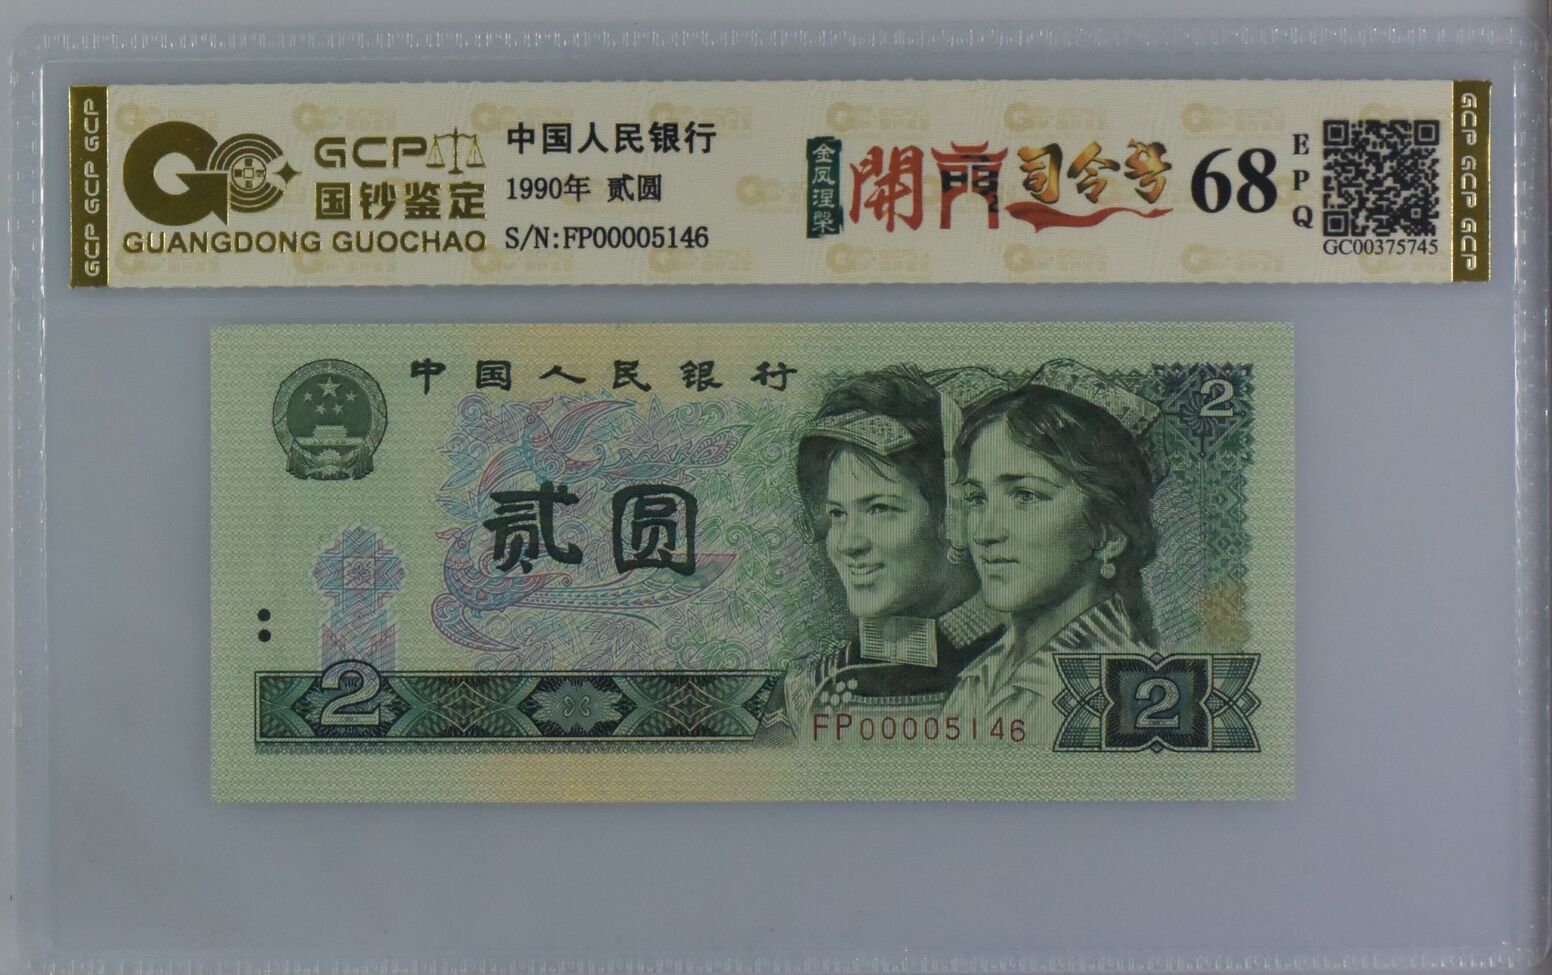 GCP GCP GCP
GCP
国钞鉴定
GUANGDONG GUOCHAO
中国人民银行
1990年 贰圆
S/N:FP00005146
金凤涅槃
開門司令号
68
EPQ
GC00375745
GCP GCP GCP
中国人民银行
2
贰圆
2
FP00005146
2